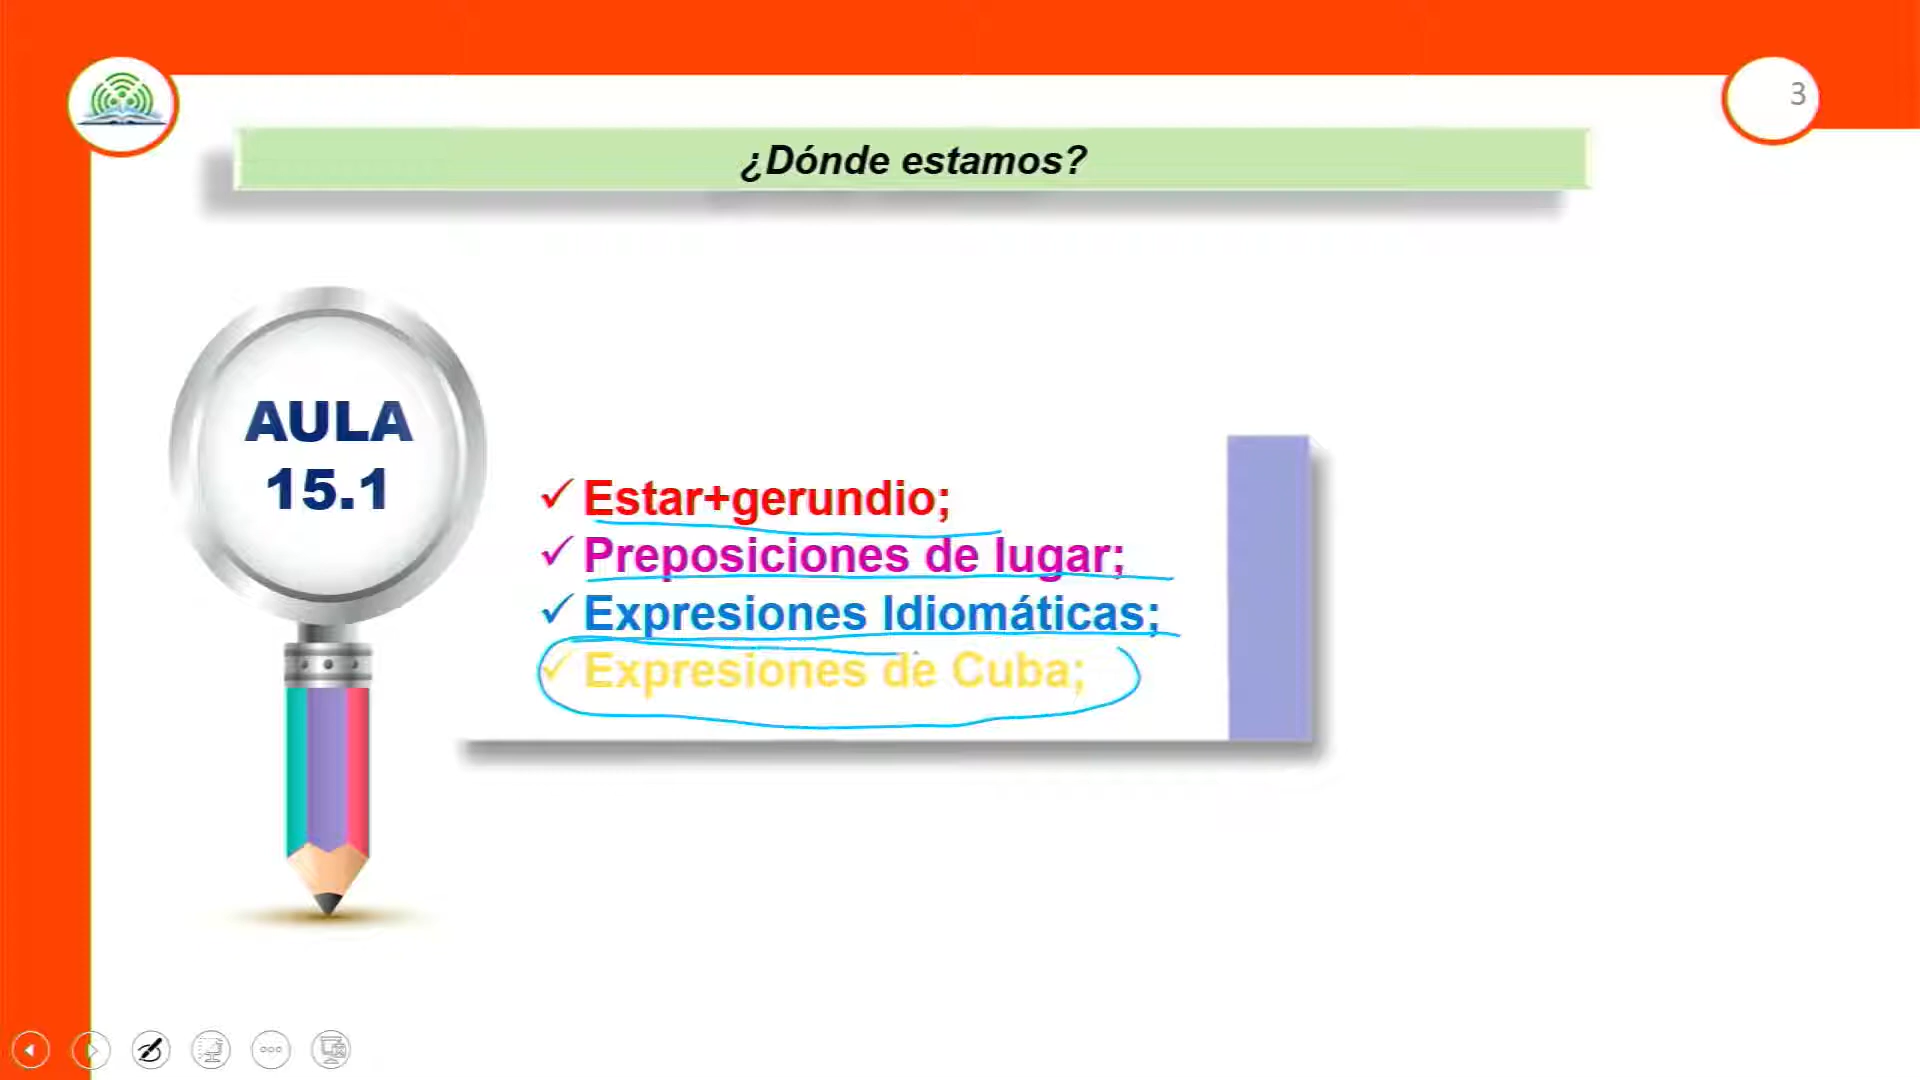 3
¿Dónde estamos?
AULA
15.1
✓ Estar+gerundio;
✓ Preposiciones de lugar;
✓ Expresiones Idiomáticas;
✓ Expresiones de Cuba;